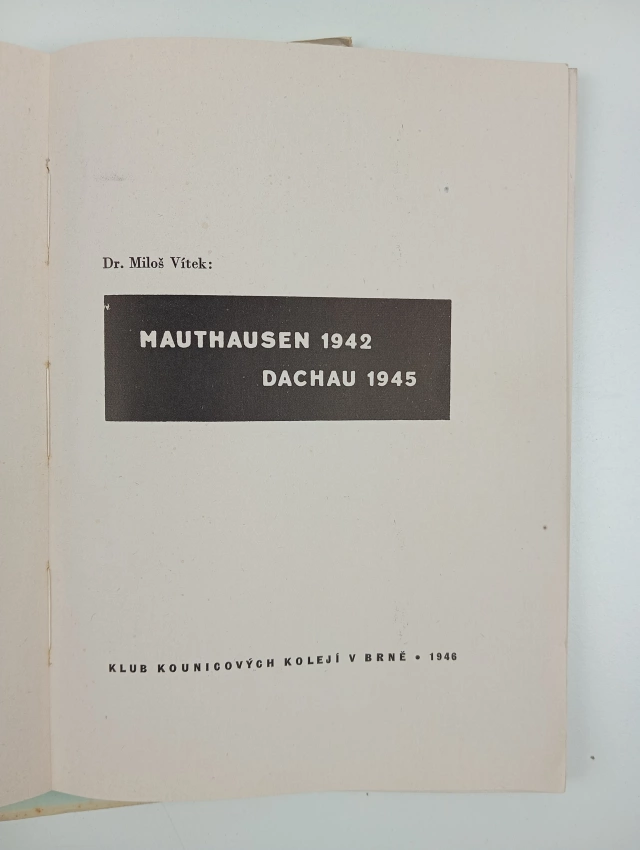 Dr. Miloš Vítek:
MAUTHAUSEN 1942
DACHAU 1945
KLUB KOUNICOVÝCH KOLEJÍ V BRNĚ • 1946